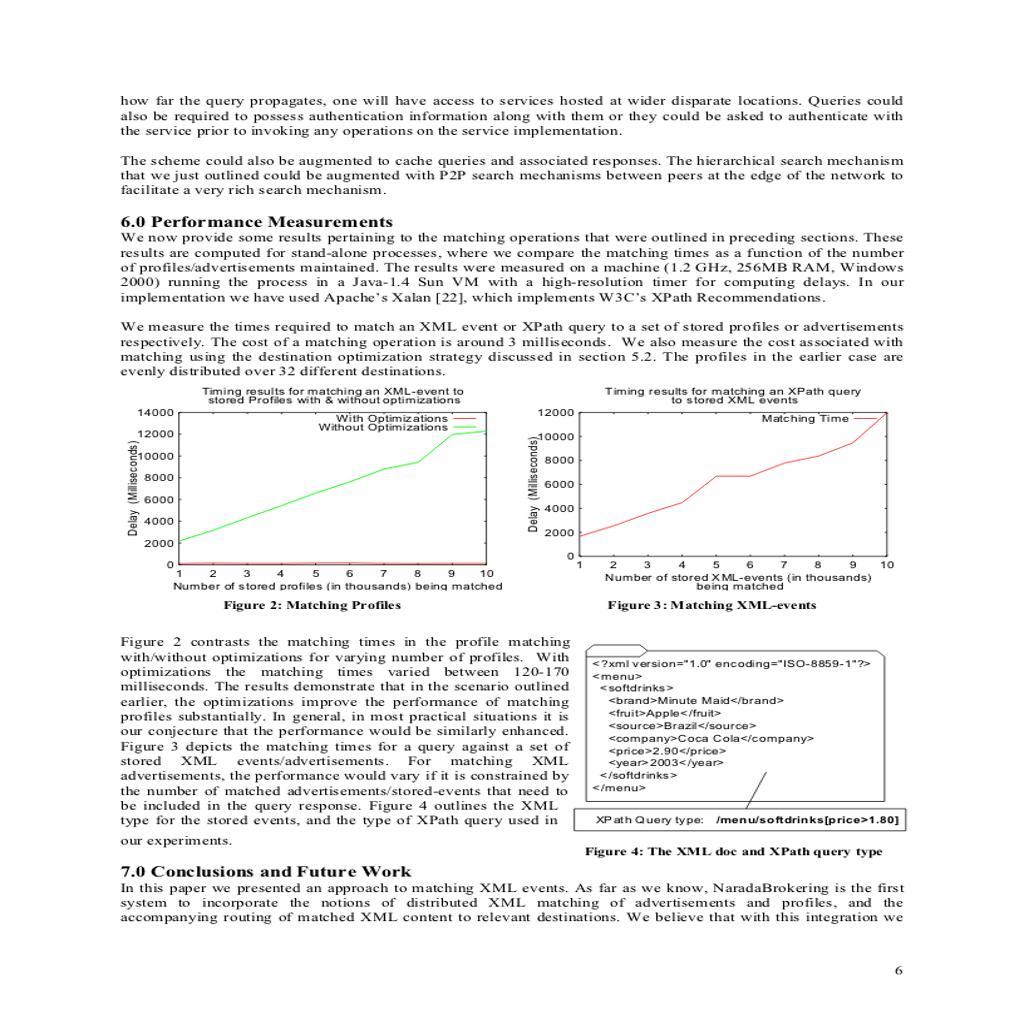 how far the query propagates, one will have access to services hosted at wider disparate locations. Queries could
also be required to possess authentication information along with them or they could be asked to authenticate with
the service prior to invoking any operations on the service implementation.
The scheme could also be augmented to cache queries and associated responses. The hierarchical search mechanism
that we just outlined could be augmented with P2P search mechanisms between peers at the edge of the network to
facilitate a very rich search mechanism.
6.0 Performance Measurements
We now provide some results pertaining to the matching operations that were outlined in preceding sections. These
results are computed for stand-alone processes, where we compare the matching times as a function of the number
of profiles/advertisements maintained. The results were measured on a machine (1.2 GHz, 256MB RAM, Windows
2000) running the process in a Java-1.4 Sun VM with a high-resolution timer for computing delays. In our
implementation we have used Apache's Xalan [22], which implements W3C's XPath Recommendations.
We measure the times required to match an XML event or XPath query to a set of stored profiles or advertisements
respectively. The cost of a matching operation is around 3 milliseconds. We also measure the cost associated with
matching using the destination optimization strategy discussed in section 5.2. The profiles in the earlier case are
evenly distributed over 32 different destinations.
Timing results for matching an XML-event to
stored Profiles with & without optimizations
14000
12000
10000
8000
6000
4000
2000
0
Delay (Milliseconds)
With Optimizations
Without Optimizations
1 2 3 4 5 6 7 8 9 10
Number of stored profiles (in thousands) being matched
Figure 2: Matching Profiles
Timing results for matching an XPath query
to stored XML events
12000
10000
8000
6000
4000
2000
0
Delay (Milliseconds)
Matching Time
1 2 3 4 5 6 7 8 9 10
Number of stored XML-events (in thousands)
being matched
Figure 3: Matching XML-events
Figure 2 contrasts the matching times in the profile matching
with/without optimizations for varying number of profiles. With
optimizations the matching times varied between 120-170
milliseconds. The results demonstrate that in the scenario outlined
earlier, the optimizations improve the performance of matching
profiles substantially. In general, in most practical situations it is
our conjecture that the performance would be similarly enhanced.
Figure 3 depicts the matching times for a query against a set of
stored XML events/advertisements. For matching XML
advertisements, the performance would vary if it is constrained by
the number of matched advertisements/stored-events that need to
be included in the query response. Figure 4 outlines the XML
type for the stored events, and the type of XPath query used in
our experiments.
<?xml version="1.0" encoding="ISO-8859-1"?>
<menu>
<softdrinks>
<brand>Minute Maid</brand>
<fruit>Apple</fruit>
<source>Brazil</source>
<company>Coca Cola</company>
<price>2.90</price>
<year>2003</year>
</softdrinks>
</menu>
XPath Query type: /menu/softdrinks[price>1.80]
Figure 4: The XML doc and XPath query type
7.0 Conclusions and Future Work
In this paper we presented an approach to matching XML events. As far as we know, NaradaBrokering is the first
system to incorporate the notions of distributed XML matching of advertisements and profiles, and the
accompanying routing of matched XML content to relevant destinations. We believe that with this integration we
6